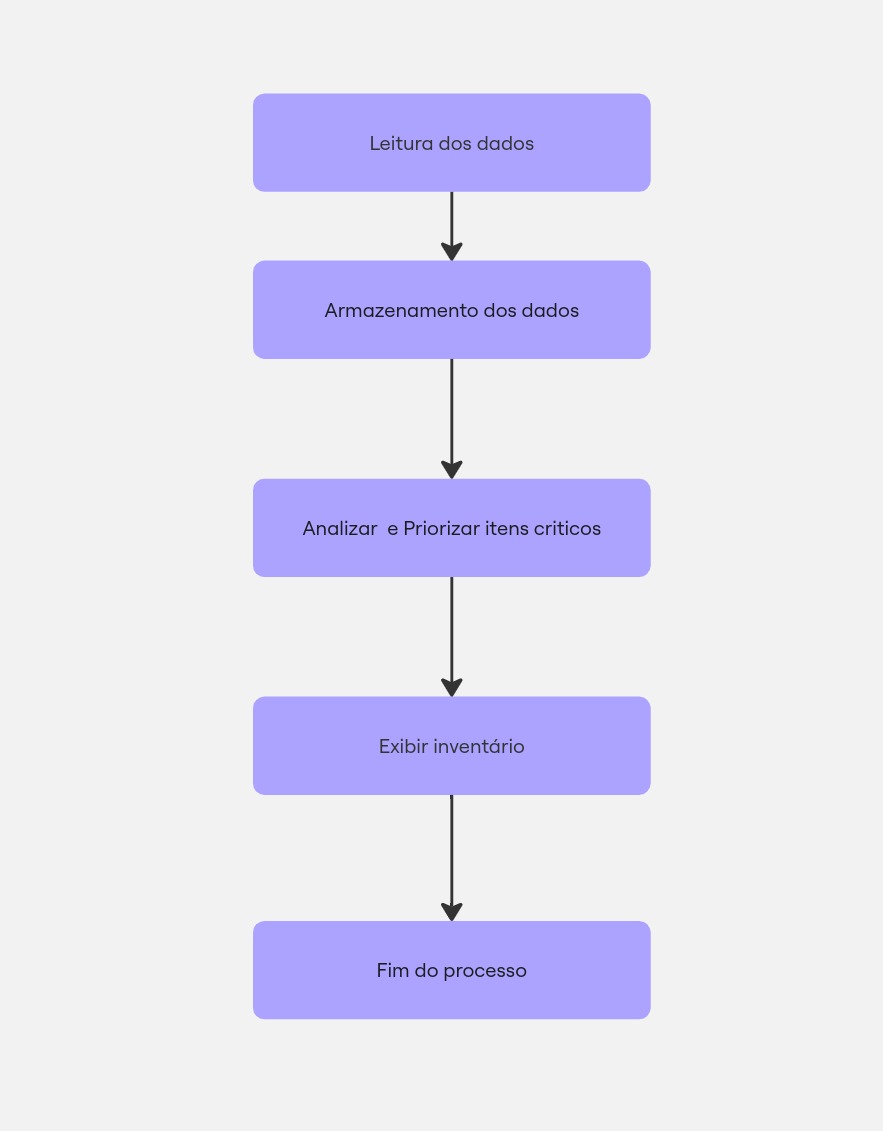 Leitura dos dados
Armazenamento dos dados
Analizar  e Priorizar itens criticos
Exibir inventário
Fim do processo